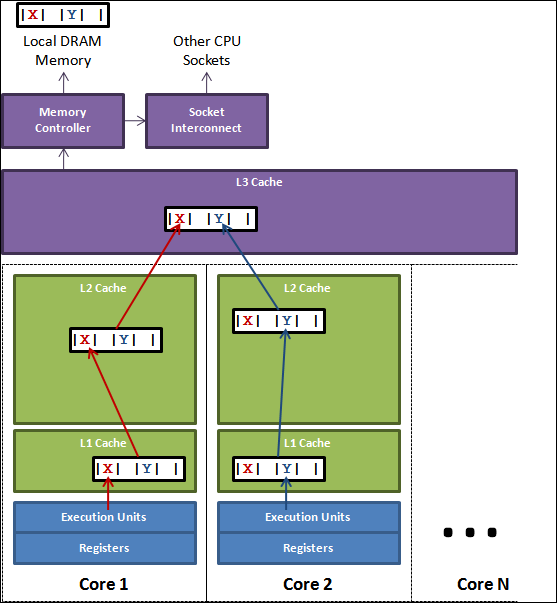 |X| |Y| |
Local DRAM
Memory
Other CPU
Sockets
Memory
Controller
Socket
Interconnect
L3 Cache
|X| |Y| |
L2 Cache
|X| |Y| |
L1 Cache
|X| |Y| |
Execution Units
Registers
Core 1
L2 Cache
|X| |Y| |
L1 Cache
|X| |Y| |
Execution Units
Registers
Core 2
...
Core N